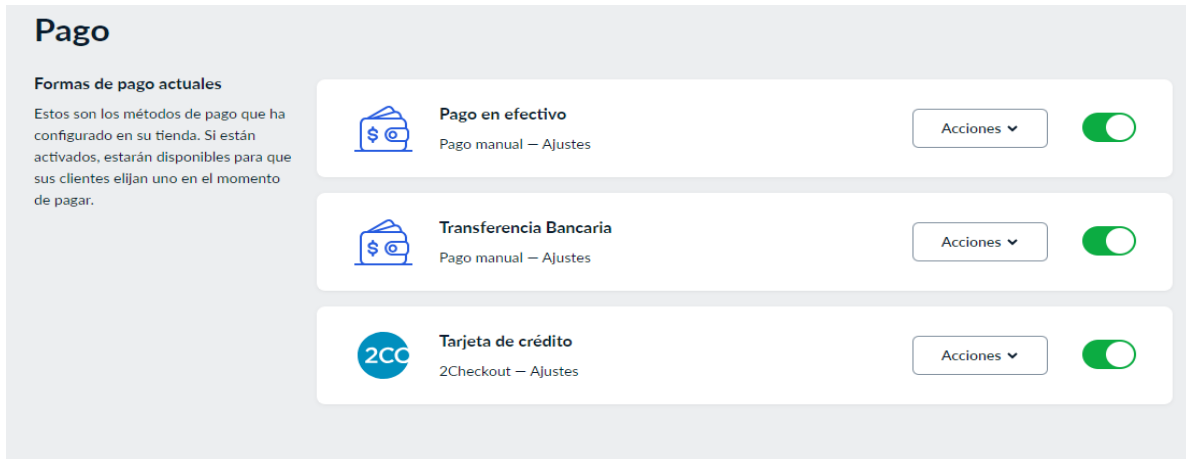 Pago
Formas de pago actuales
Estos son los métodos de pago que ha
configurado en su tienda. Si están
activados, estarán disponibles para que
sus clientes elijan uno en el momento
de pagar.
$
Pago en efectivo
Pago manual — Ajustes
Acciones
$
Transferencia Bancaria
Pago manual — Ajustes
Acciones
2CO
Tarjeta de crédito
2Checkout — Ajustes
Acciones